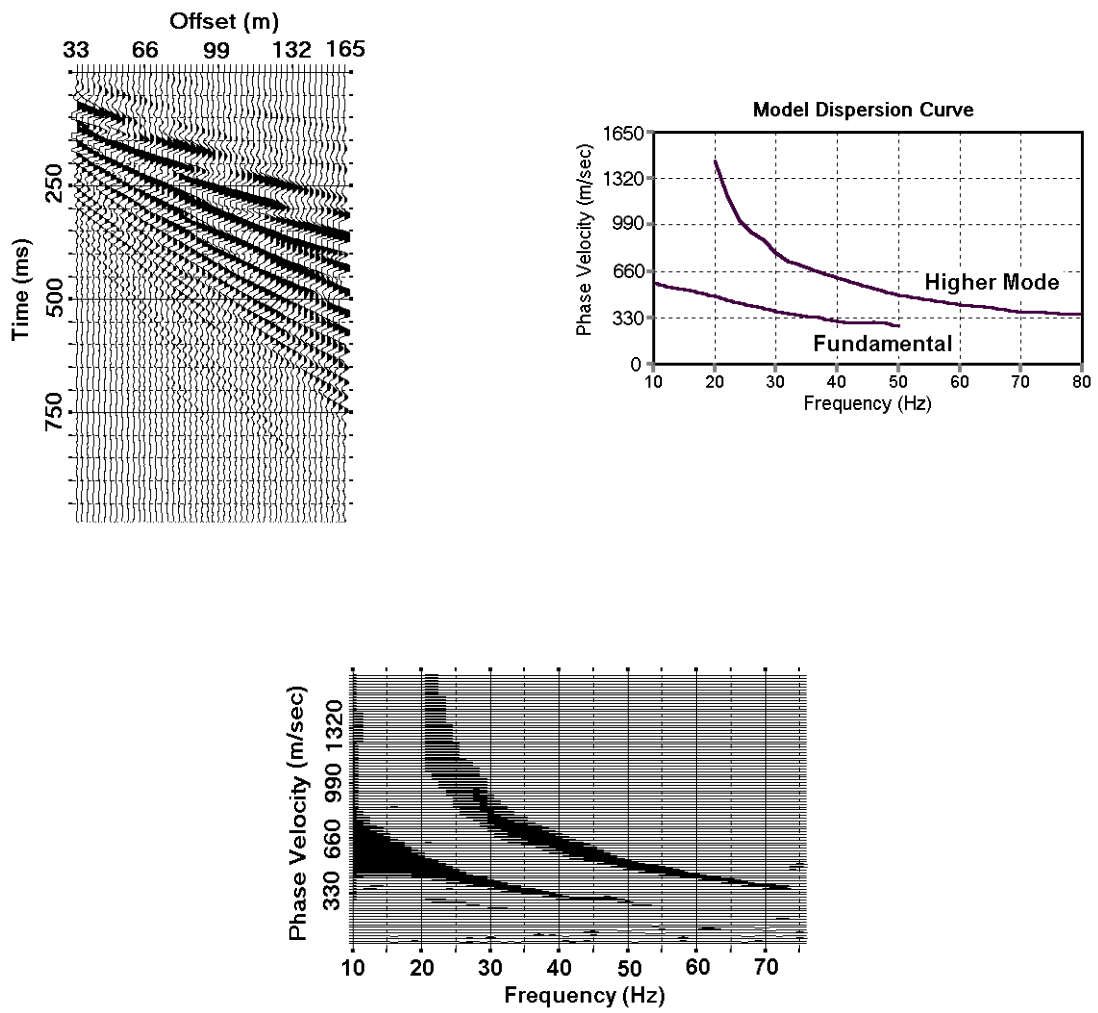 Offset (m)
33 66 99 132 165
Time (ms)
250
500
750
Model Dispersion Curve
Phase Velocity (m/sec)
1650
1320
990
660
330
0
Higher Mode
Fundamental
10 20 30 40 50 60 70 80
Frequency (Hz)
Phase Velocity (m/sec)
1320
990
660
330
10 20 30 40 50 60 70
Frequency (Hz)